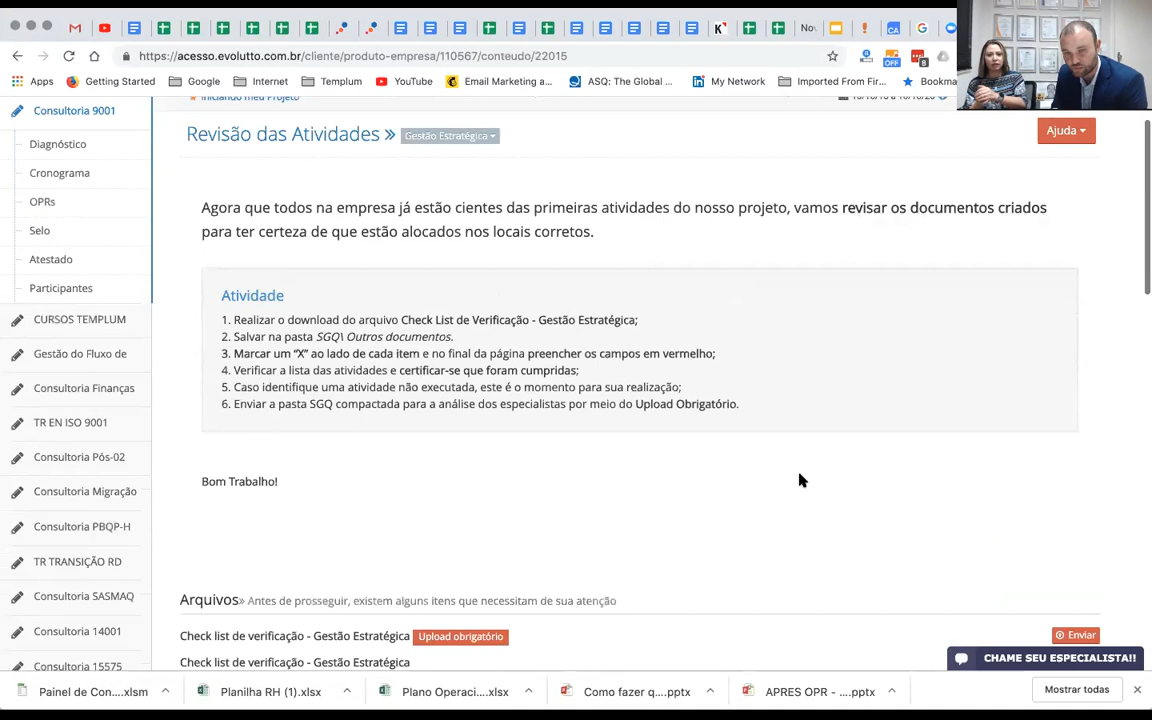 Nov
https://acesso.evolutto.com.br/cliente/produto-empresa/110567/conteudo/22015
OFF
8
Apps
Getting Started
Google
Internet
Templum
YouTube
Email Marketing a...
ASQ: The Global ...
My Network
Imported From Fir...
Bookma
Consultoria 9001
Diagnóstico
Cronograma
OPRs
Selo
Atestado
Participantes
CURSOS TEMPLUM
Gestão do Fluxo de
Consultoria Finanças
TR EN ISO 9001
Consultoria Pós-02
Consultoria Migração
Consultoria PBQP-H
TR TRANSIÇÃO RD
Consultoria SASMAQ
Consultoria 14001
Consultoria 15575
Iniciando meu Projeto
Revisão das Atividades » Gestão Estratégica
Ajuda
Agora que todos na empresa já estão cientes das primeiras atividades do nosso projeto, vamos revisar os documentos criados
para ter certeza de que estão alocados nos locais corretos.
Atividade
1. Realizar o download do arquivo Check List de Verificação - Gestão Estratégica;
2. Salvar na pasta SGQ\ Outros documentos.
3. Marcar um "X" ao lado de cada item e no final da página preencher os campos em vermelho;
4. Verificar a lista das atividades e certificar-se que foram cumpridas;
5. Caso identifique uma atividade não executada, este é o momento para sua realização;
6. Enviar a pasta SGQ compactada para a análise dos especialistas por meio do Upload Obrigatório.
Bom Trabalho!
Arquivos» Antes de prosseguir, existem alguns itens que necessitam de sua atenção
Check list de verificação - Gestão Estratégica Upload obrigatório
Enviar
Check list de verificação - Gestão Estratégica
CHAME SEU ESPECIALISTA!!
Painel de Con....xlsm
Planilha RH (1).xlsx
Plano Operaci....xlsx
Como fazer q....pptx
APRES OPR - ....pptx
Mostrar todas